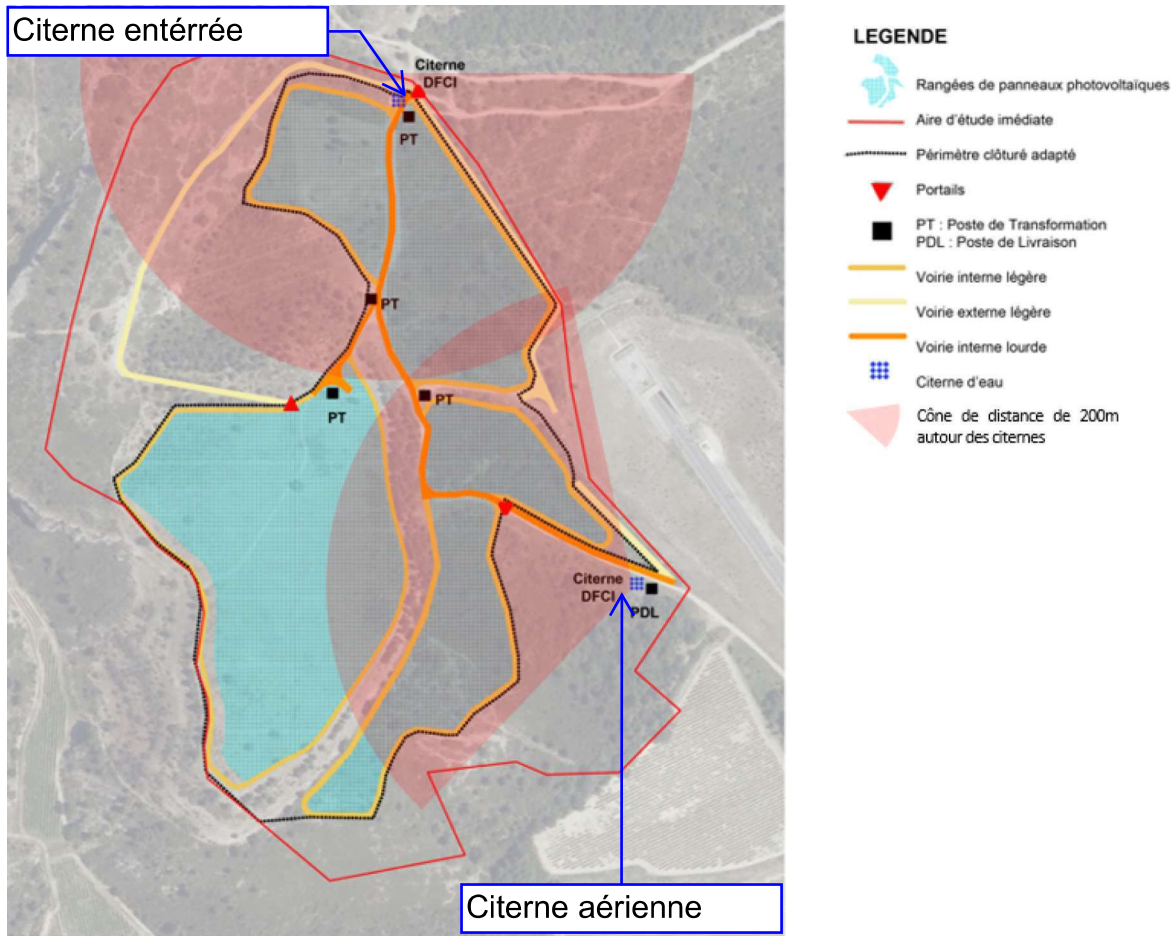 Citerne entérrée
Citerne
DFCI
PT
PT
PT
PT
Citerne
DFCI
PDL
Citerne aérienne
LEGENDE
Rangées de panneaux photovoltaïques
Aire d'étude imédiate
Périmètre clôturé adapté
Portails
PT : Poste de Transformation
PDL : Poste de Livraison
Voirie interne légère
Voirie externe légère
Voirie interne lourde
Citerne d'eau
Cône de distance de 200m
autour des citernes